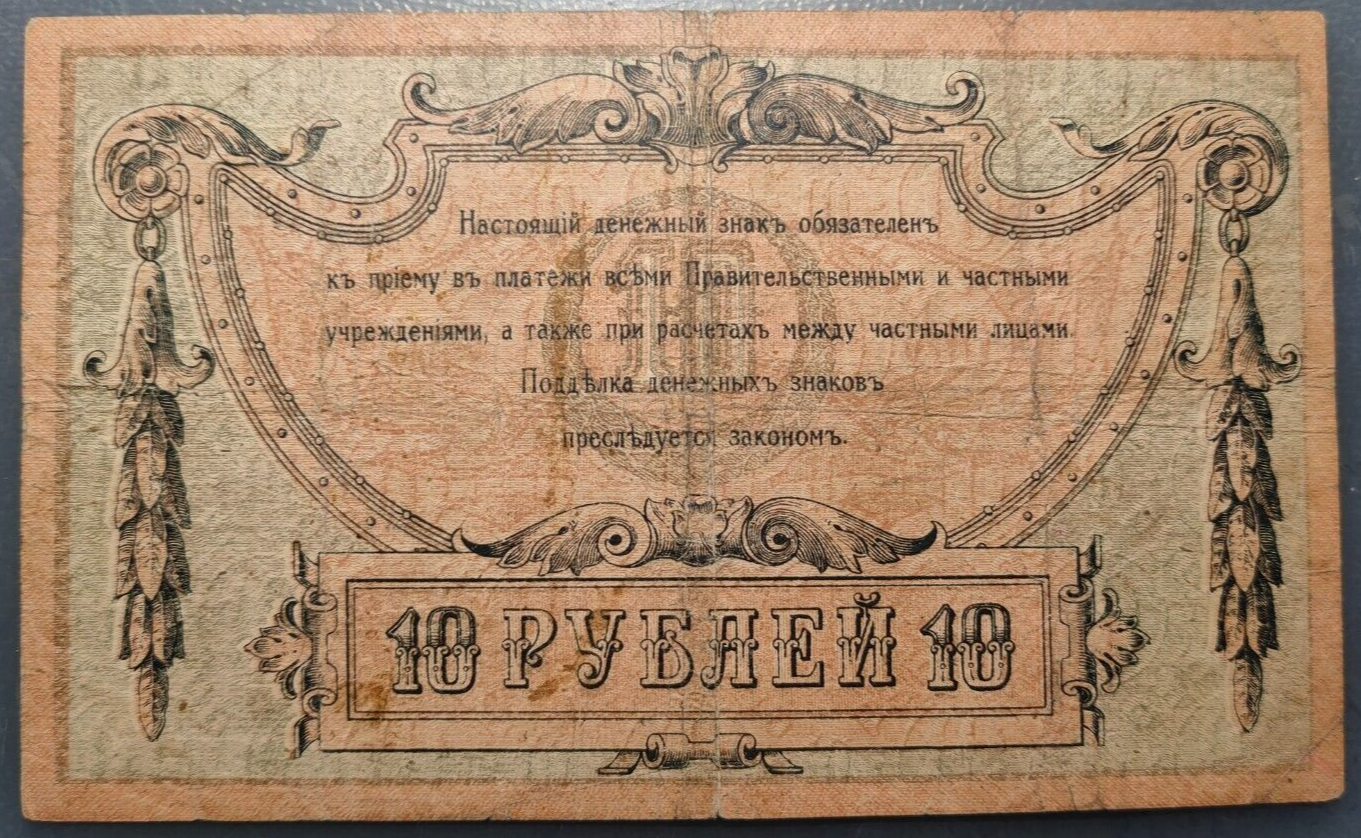 Настоящій денежный знакъ обязателенъ
къ пріему въ платежи всѣми Правительственными и частными
учрежденіями, а также при расчетахъ между частными лицами.
Поддѣлка денежныхъ знаковъ
преслѣдуется закономъ.
10
10 РУБЛЕЙ 10